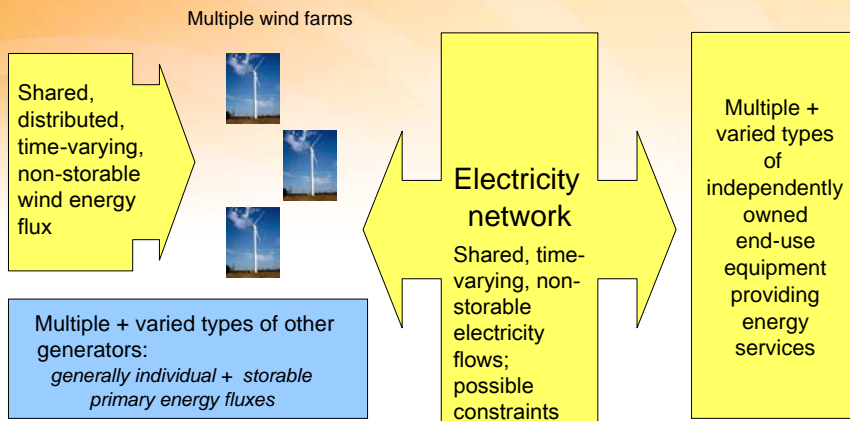 Multiple wind farms
Shared,
distributed,
time-varying,
non-storable
wind energy
flux
Multiple + varied types of other
generators:
generally individual + storable
primary energy fluxes
Electricity
network
Shared, time-
varying, non-
storable
electricity
flows;
possible
constraints
Multiple +
varied types
of
independently
owned
end-use
equipment
providing
energy
services